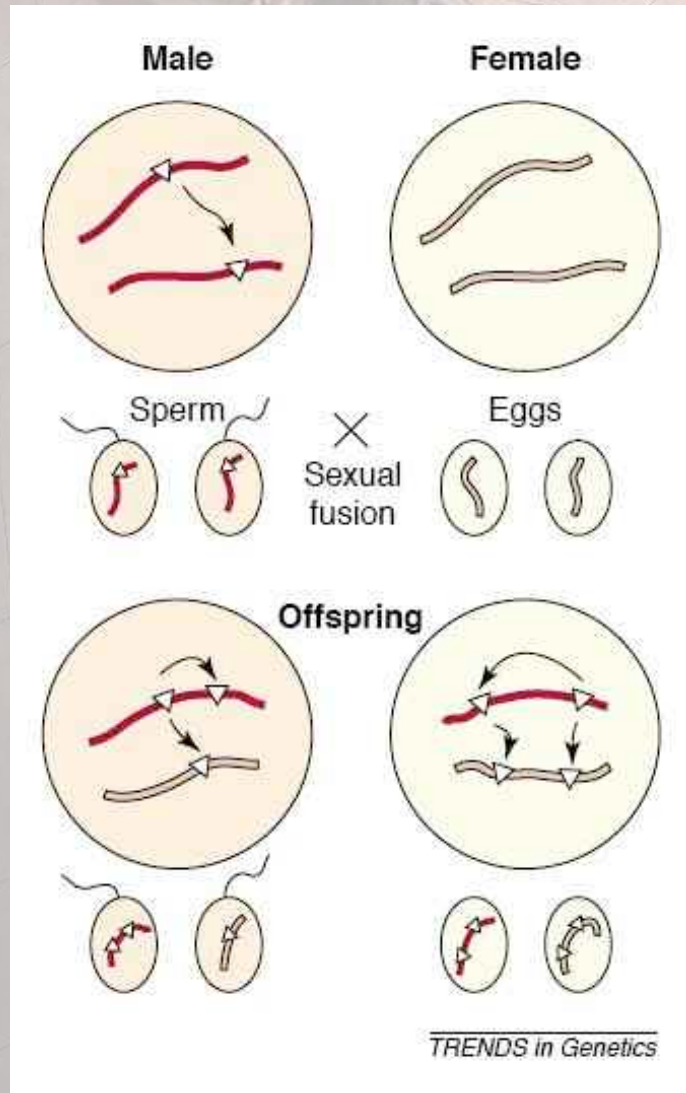 Male
Female
Sperm
Eggs
Sexual
fusion
Offspring
TRENDS in Genetics